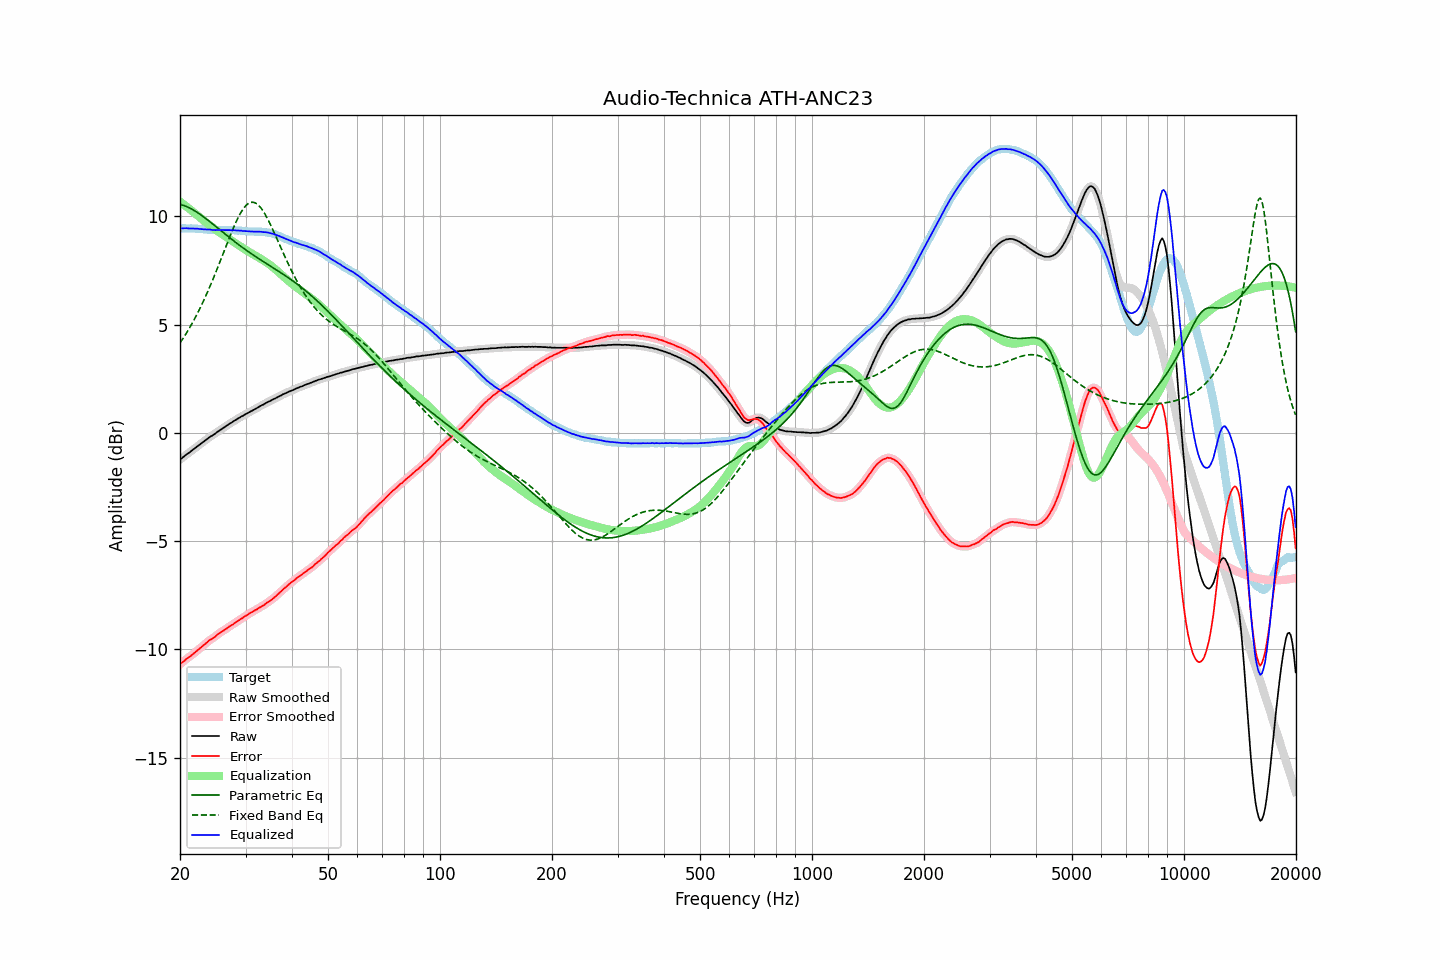 Audio-Technica ATH-ANC23
Amplitude (dBr)
10
5
0
−5
−10
−15
Target
Raw Smoothed
Error Smoothed
Raw
Error
Equalization
Parametric Eq
Fixed Band Eq
Equalized
20 50 100 200 500 1000 2000 5000 10000 20000
Frequency (Hz)